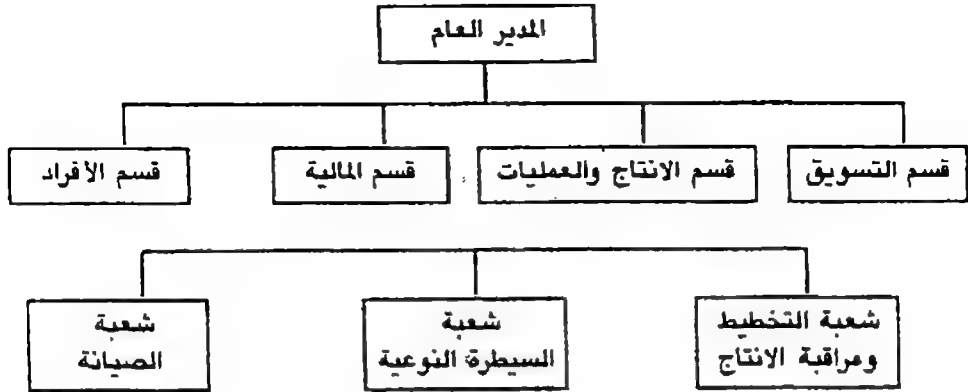 المدير العام
قسم التسويق
قسم الانتاج والعمليات
قسم المالية
قسم الأفراد
شعبة التخطيط
ومراقبة الانتاج
شعبة
السيطرة النوعية
شعبة
الصيانة